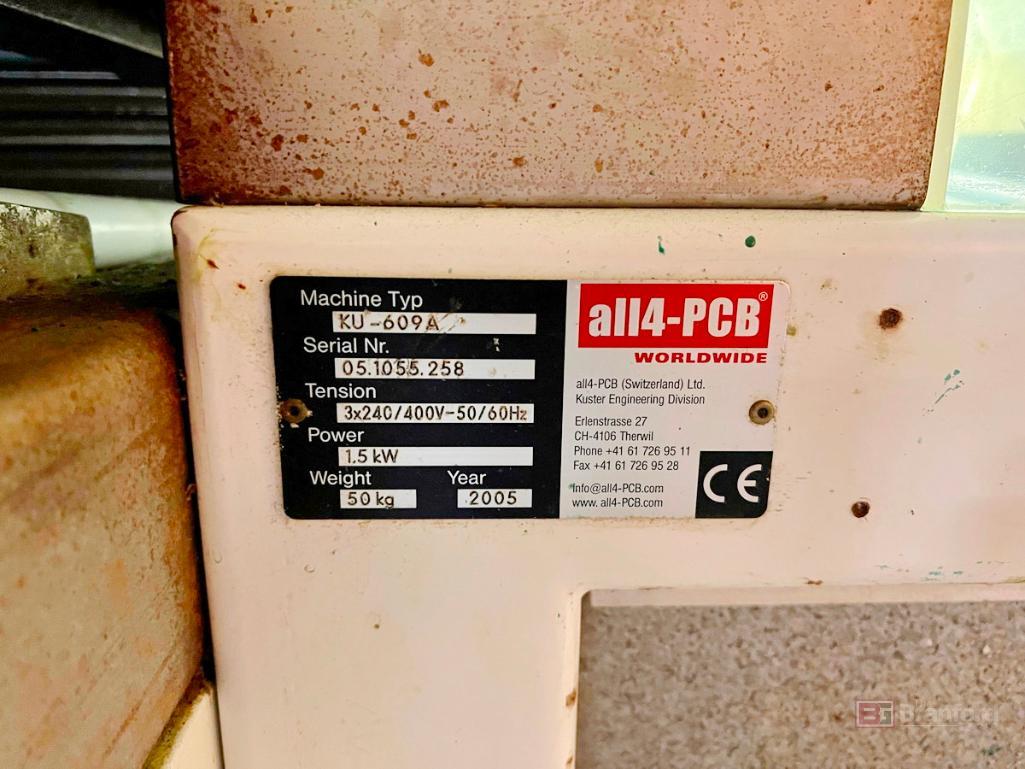 Machine Typ
KU-609A
Serial Nr.
05.1055.258
Tension
3x240/400V-50/60Hz
Power
1.5 kW
Weight Year
50 kg 2005
all4-PCB®
WORLDWIDE
all4-PCB (Switzerland) Ltd.
Kuster Engineering Division
Erlenstrasse 27
CH-4106 Therwil
Phone +41 61 726 95 11
Fax +41 61 726 95 28
Info@all4-PCB.com
www. all4-PCB.com
CE
BG Branford